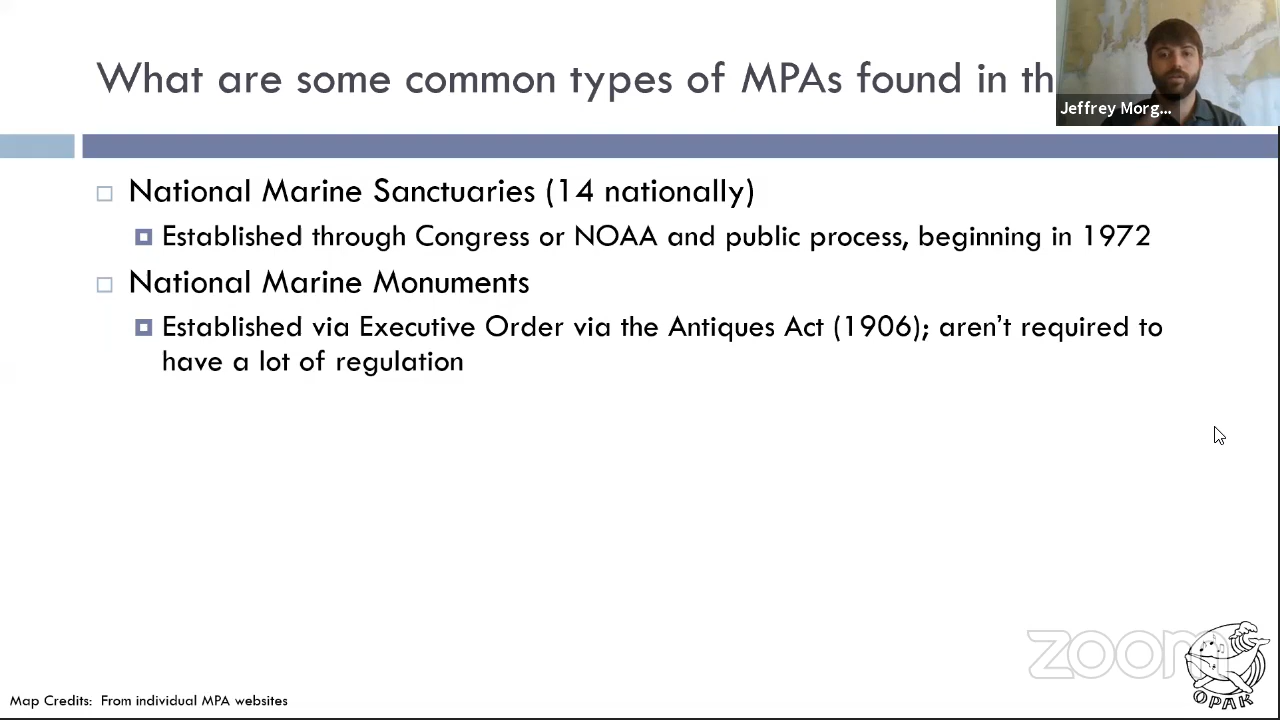 What are some common types of MPAs found in th
Jeffrey Morg...
National Marine Sanctuaries (14 nationally)
Established through Congress or NOAA and public process, beginning in 1972
National Marine Monuments
Established via Executive Order via the Antiques Act (1906); aren't required to
have a lot of regulation
zoom
OPAK
Map Credits: From individual MPA websites